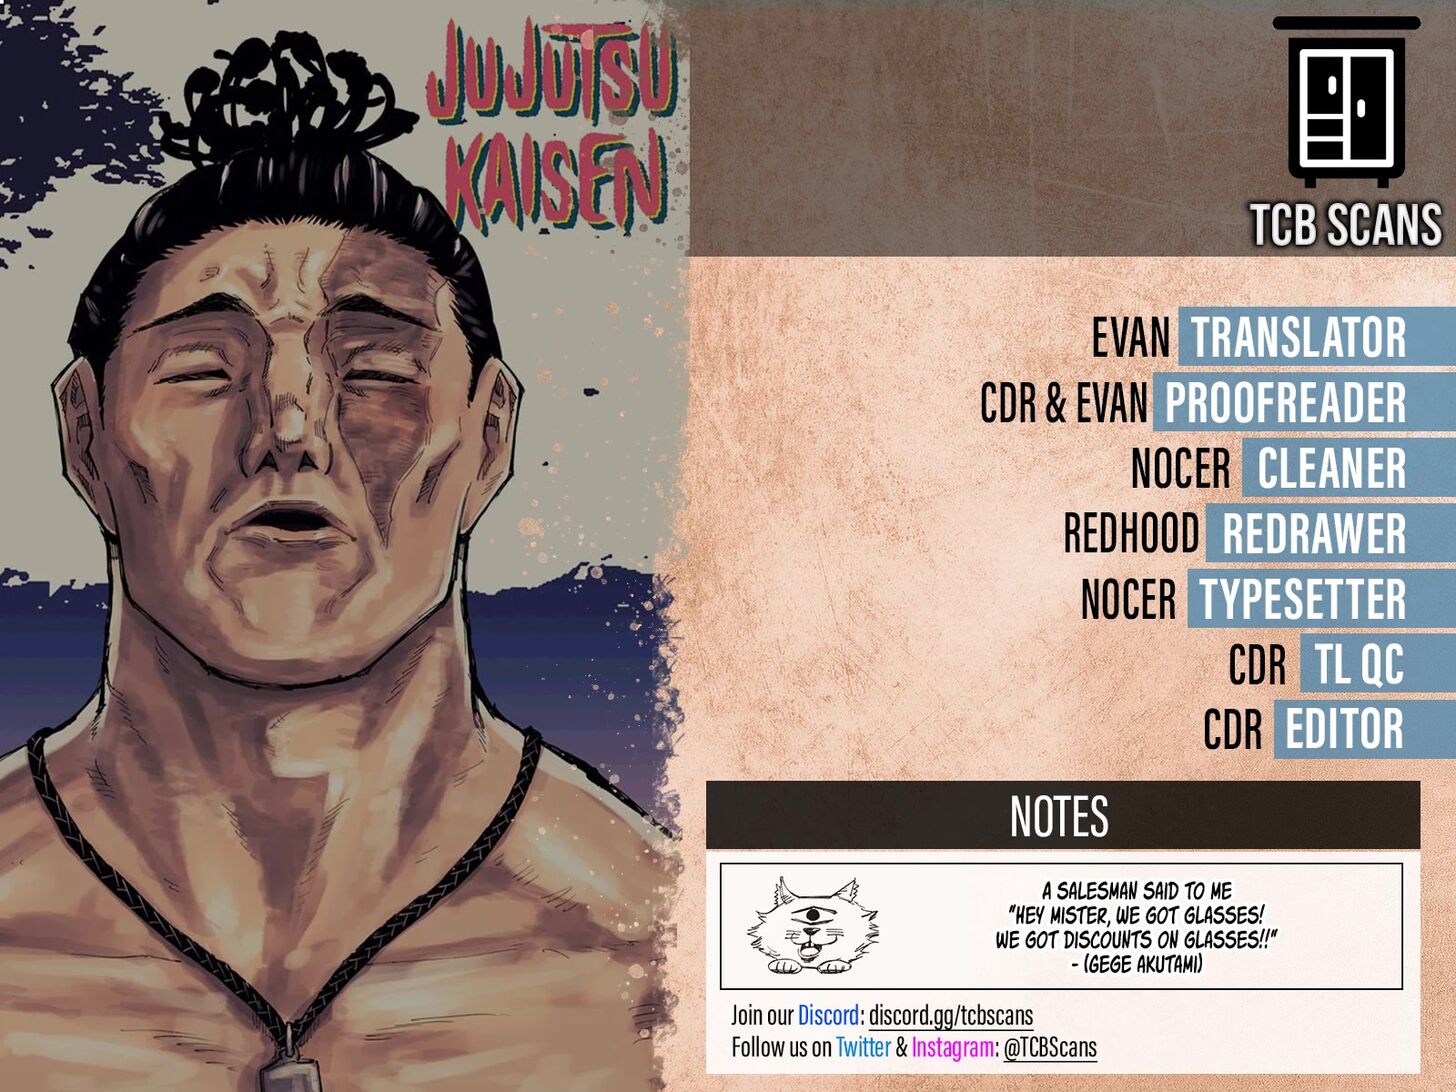 JUJUTSU
KAISEN
TCB SCANS
EVAN TRANSLATOR
CDR & EVAN PROOFREADER
NOCER CLEANER
REDHOOD REDRAWER
NOCER TYPESETTER
CDR TL QC
CDR EDITOR
NOTES
A SALESMAN SAID TO ME
"HEY MISTER, WE GOT GLASSES!
WE GOT DISCOUNTS ON GLASSES!!"
- (GEGE AKUTAMI)
Join our Discord: discord.gg/tcbscans
Follow us on Twitter & Instagram: @TCBScans